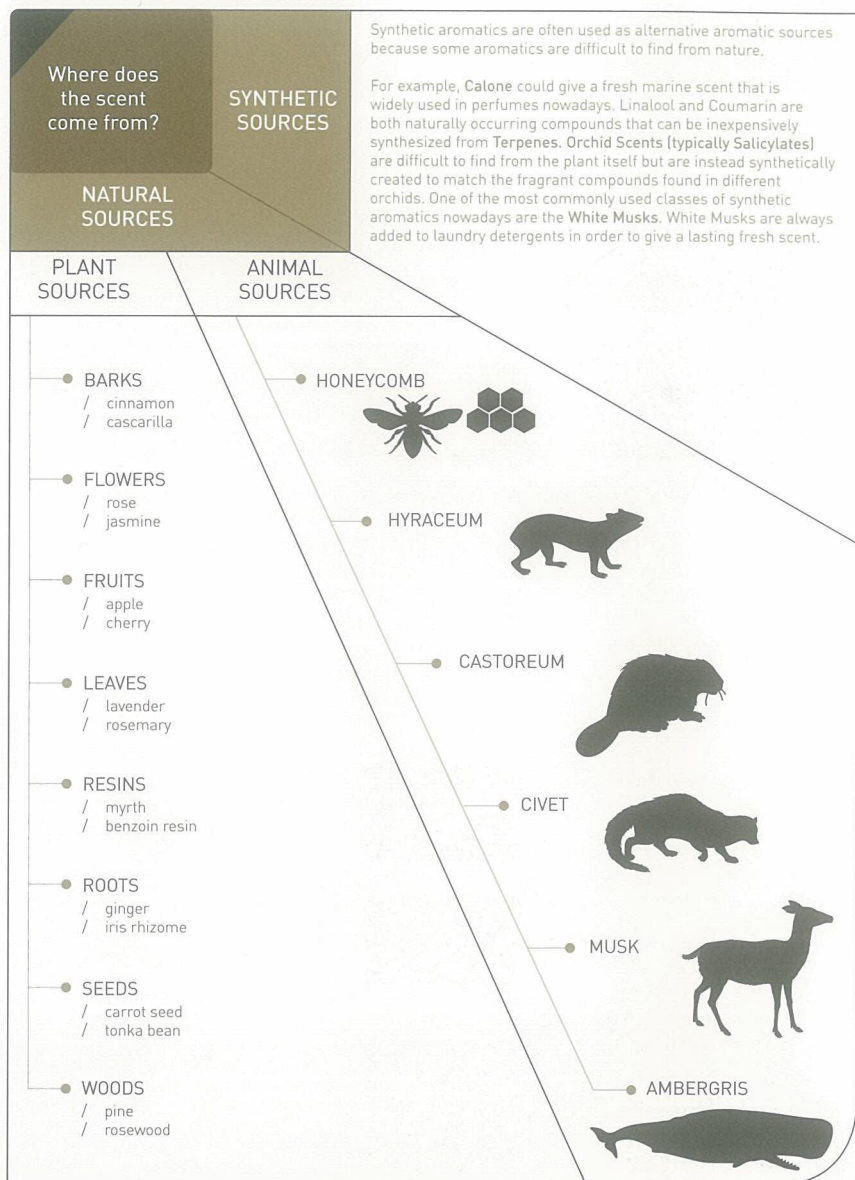 Where does
the scent
come from?
SYNTHETIC
SOURCES
NATURAL
SOURCES
Synthetic aromatics are often used as alternative aromatic sources
because some aromatics are difficult to find from nature.
For example, Calone could give a fresh marine scent that is
widely used in perfumes nowadays. Linalool and Coumarin are
both naturally occurring compounds that can be inexpensively
synthesized from Terpenes. Orchid Scents (typically Salicylates)
are difficult to find from the plant itself but are instead synthetically
created to match the fragrant compounds found in different
orchids. One of the most commonly used classes of synthetic
aromatics nowadays are the White Musks. White Musks are always
added to laundry detergents in order to give a lasting fresh scent.
PLANT
SOURCES
BARKS
/ cinnamon
/ cascarilla
FLOWERS
/ rose
/ jasmine
FRUITS
/ apple
/ cherry
LEAVES
/ lavender
/ rosemary
RESINS
/ myrth
/ benzoin resin
ROOTS
/ ginger
/ iris rhizome
SEEDS
/ carrot seed
/ tonka bean
WOODS
/ pine
/ rosewood
ANIMAL
SOURCES
HONEYCOMB
HYRACEUM
CASTOREUM
CIVET
MUSK
AMBERGRIS